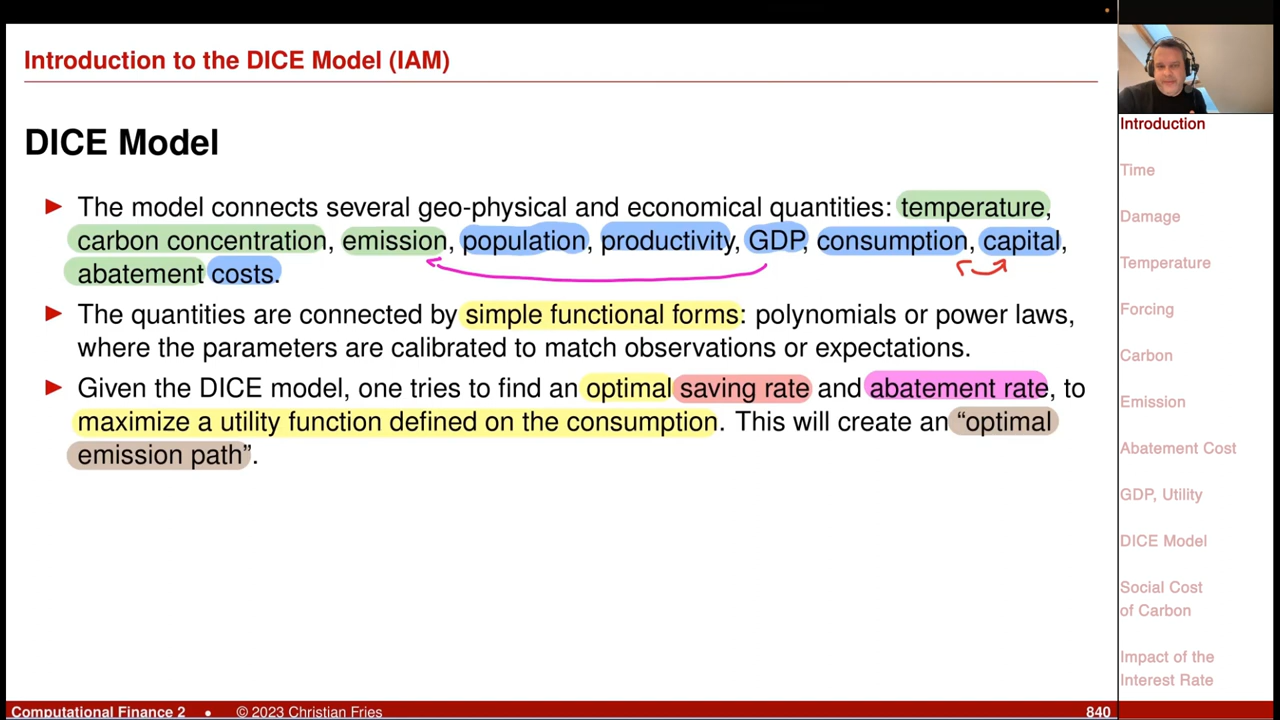 Introduction to the DICE Model (IAM)
DICE Model
▶ The model connects several geo-physical and economical quantities: temperature,
carbon concentration, emission, population, productivity, GDP, consumption, capital,
abatement costs.
▶ The quantities are connected by simple functional forms: polynomials or power laws,
where the parameters are calibrated to match observations or expectations.
▶ Given the DICE model, one tries to find an optimal saving rate and abatement rate, to
maximize a utility function defined on the consumption. This will create an “optimal
emission path”.
Introduction
Time
Damage
Temperature
Forcing
Carbon
Emission
Abatement Cost
GDP, Utility
DICE Model
Social Cost
of Carbon
Impact of the
Interest Rate
Computational Finance 2 • © 2023 Christian Fries 840